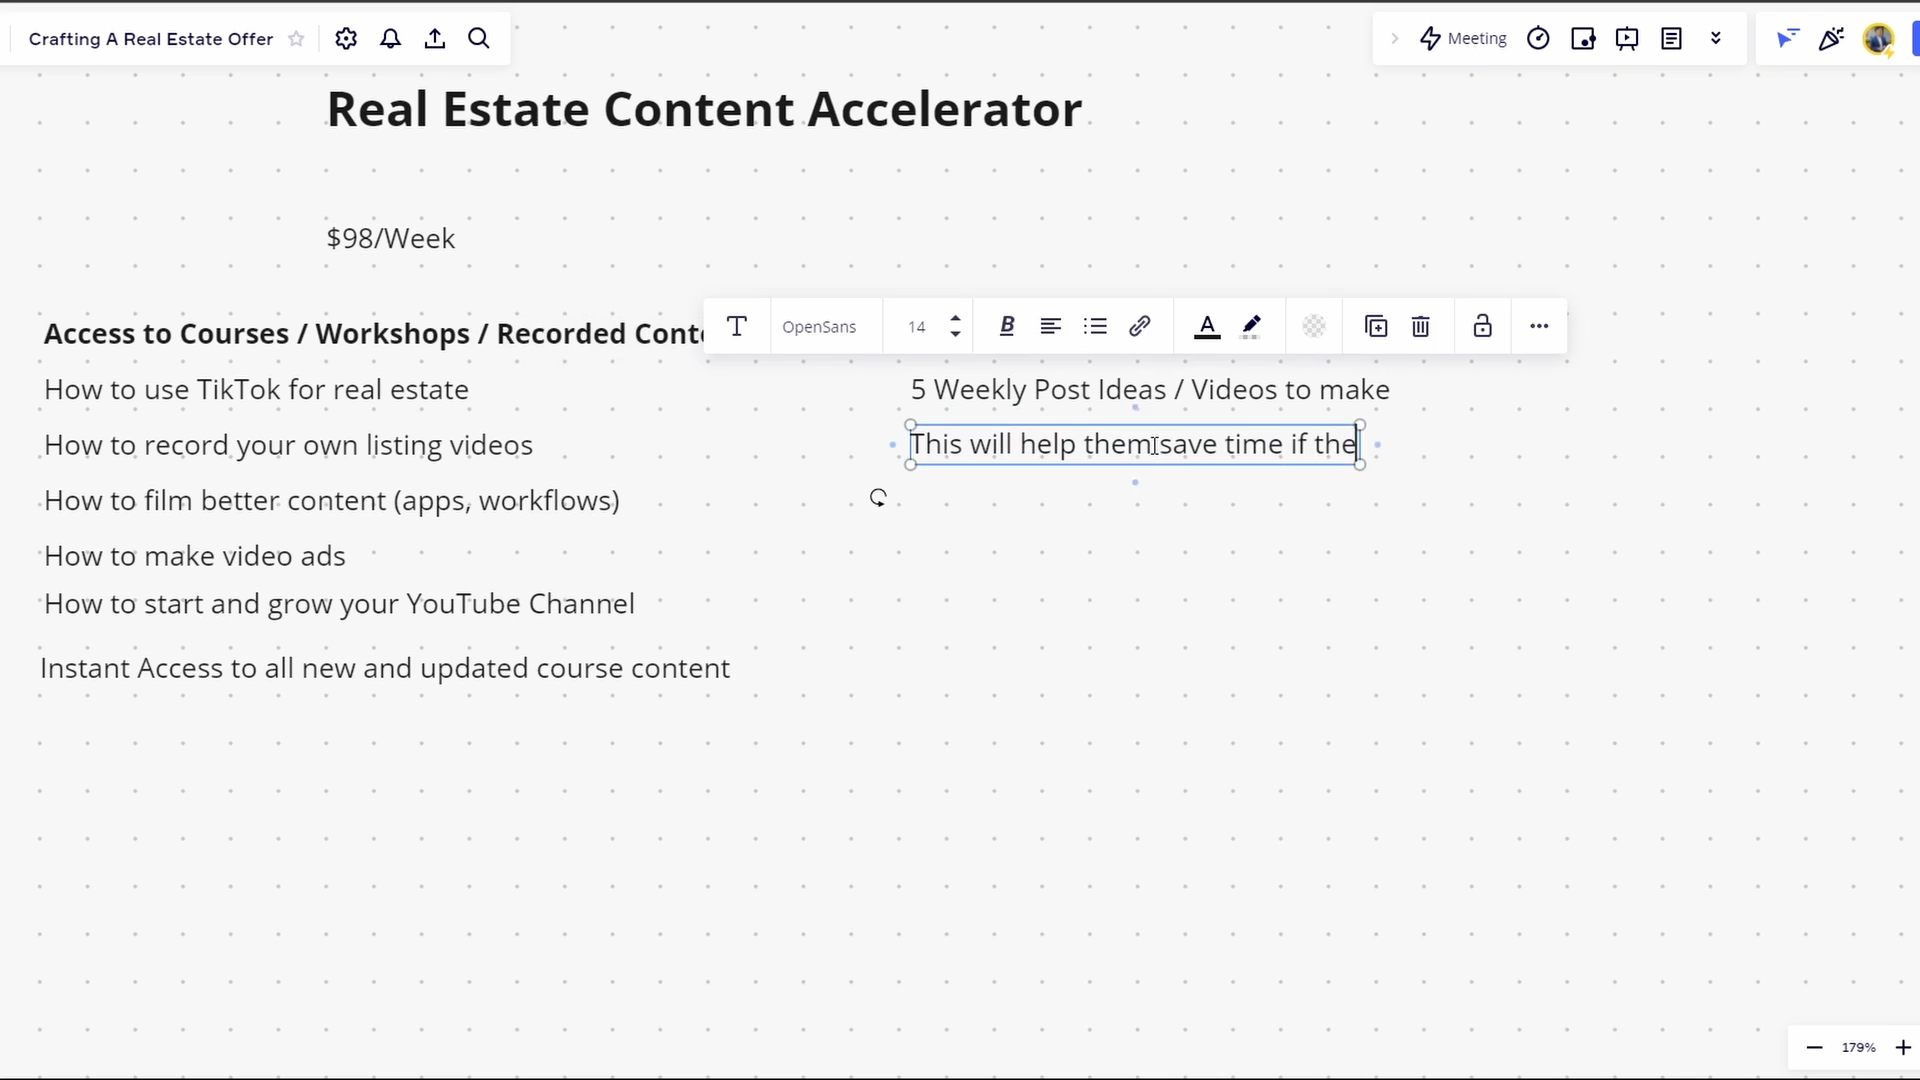 Crafting A Real Estate Offer
Meeting
Real Estate Content Accelerator
$98/Week
OpenSans
14
Access to Courses / Workshops / Recorded
How to use TikTok for real estate
5 Weekly Post Ideas / Videos to make
How to record your own listing videos
This will help them save time if the
How to film better content (apps, workflows)
How to make video ads
How to start and grow your YouTube Channel
Instant Access to all new and updated course content
179%